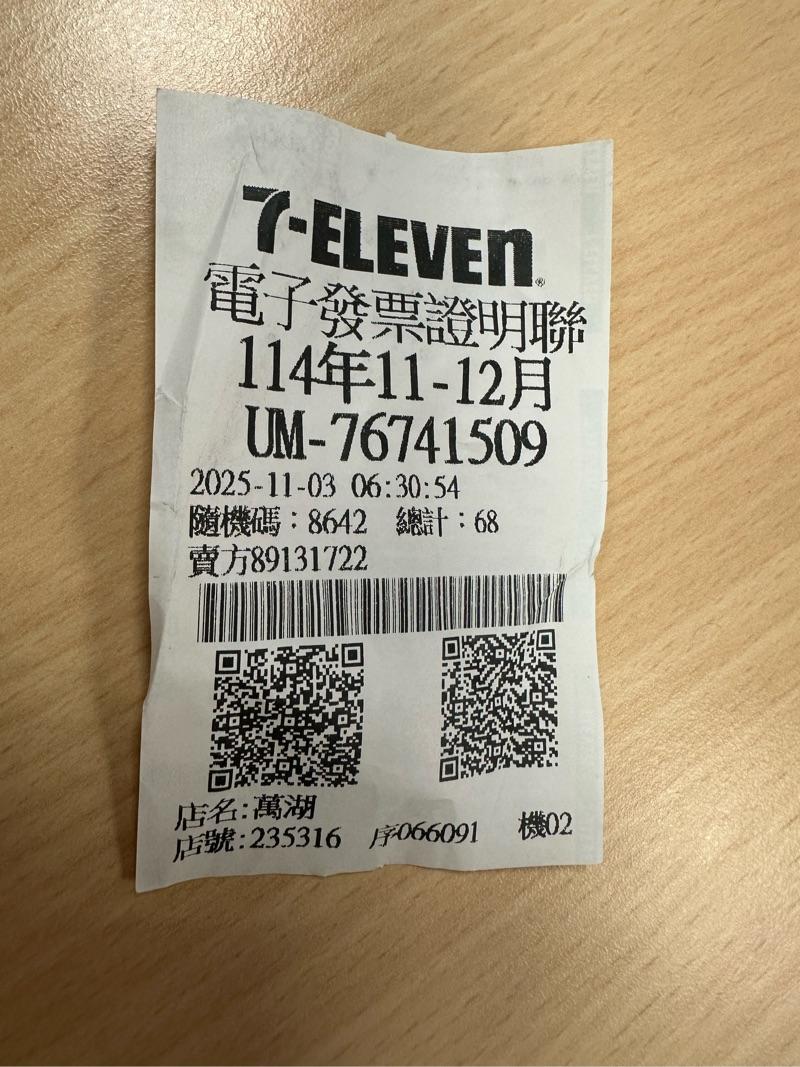 7-ELEVEN®
電子發票證明聯
114年11-12月
UM-76741509
2025-11-03 06:30:54
隨機碼：8642 總計：68
賣方89131722
店名:萬湖
店號:235316 序066091 機02